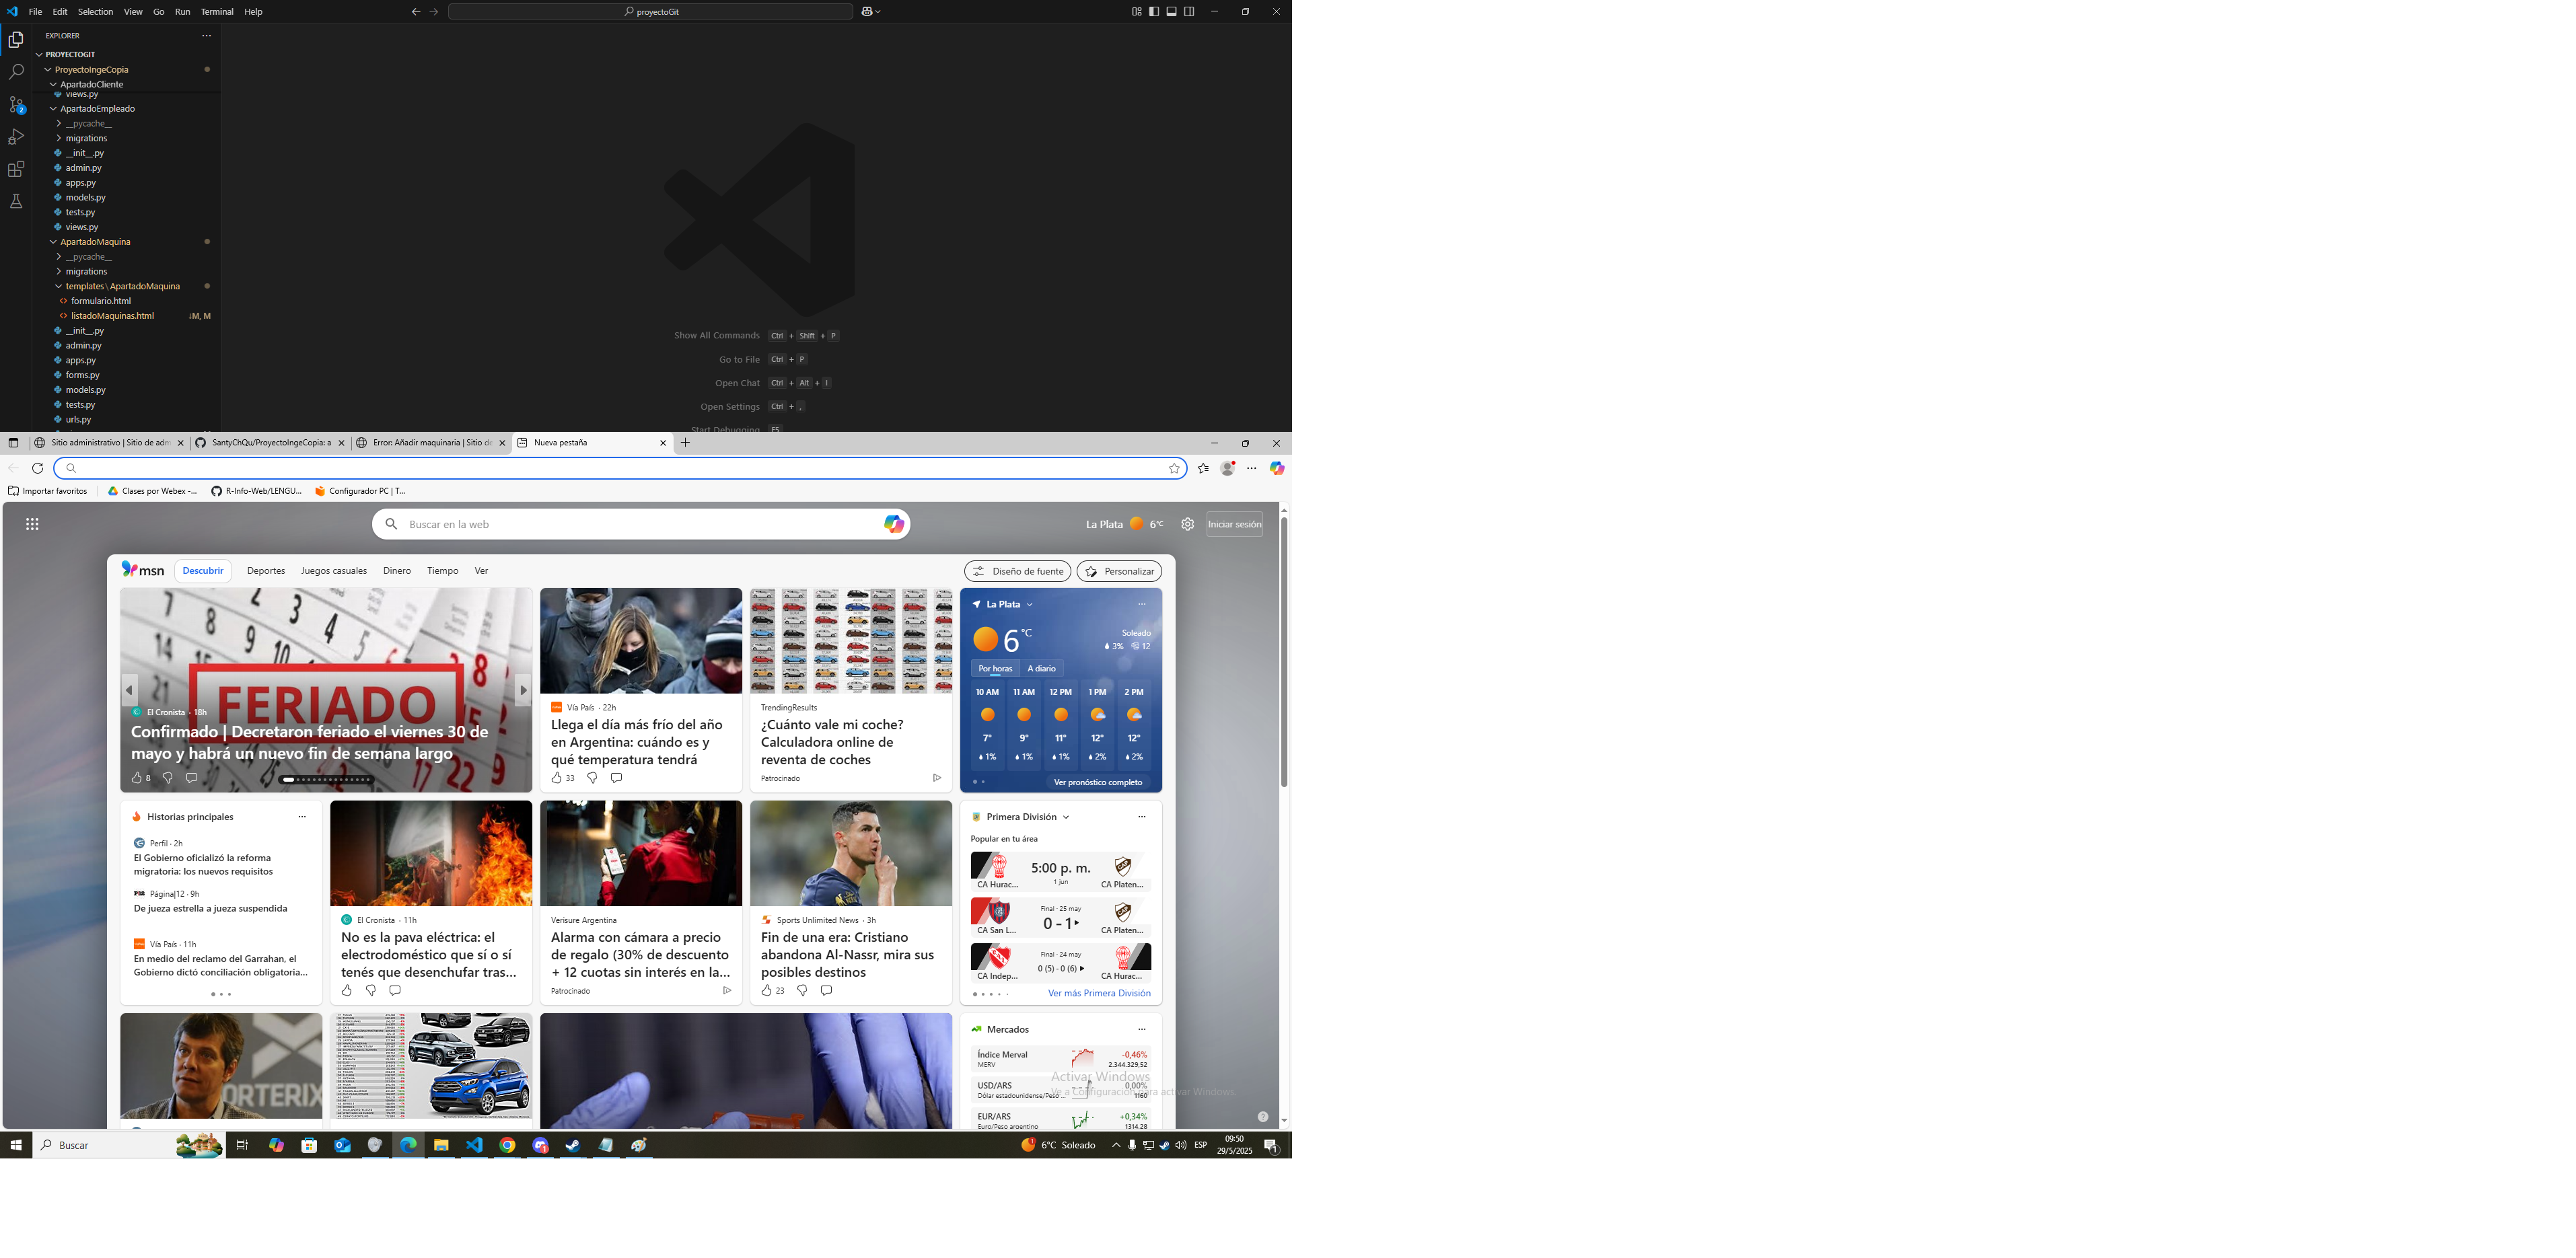 File Edit Selection View Go Run Terminal Help
proyectoGit
EXPLORER
PROYECTOGIT
ProyectoIngeCopia
ApartadoCliente
views.py
ApartadoEmpleado
__pycache__
migrations
__init__.py
admin.py
apps.py
models.py
tests.py
views.py
ApartadoMaquina
__pycache__
migrations
templates\ApartadoMaquina
formulario.html
listadoMaquinas.html ↓M, M
__init__.py
admin.py
apps.py
forms.py
models.py
tests.py
urls.py
2
Show All Commands Ctrl + Shift + P
Go to File Ctrl + P
Open Chat Ctrl + Alt + I
Open Settings Ctrl + ,
Start Debugging F5
Sitio administrativo | Sitio de adm
SantyChQu/ProyectoIngeCopia: a
Error: Añadir maquinaria | Sitio de
Nueva pestaña
Importar favoritos
Clases por Webex -...
R-Info-Web/LENGU...
Configurador PC | T...
Buscar en la web
La Plata 6°C
Iniciar sesión
msn
Descubrir Deportes Juegos casuales Dinero Tiempo Ver
Diseño de fuente
Personalizar
FERIADO
El Cronista · 18h
Confirmado | Decretaron feriado el viernes 30 de
mayo y habrá un nuevo fin de semana largo
8
Vía País · 22h
Llega el día más frío del año
en Argentina: cuándo es y
qué temperatura tendrá
33
TrendingResults
¿Cuánto vale mi coche?
Calculadora online de
reventa de coches
Patrocinado
La Plata
6 °C
Soleado
3% 12
Por horas A diario
10 AM 11 AM 12 PM 1 PM 2 PM
7° 9° 11° 12° 12°
1% 1% 1% 2% 2%
Ver pronóstico completo
Historias principales
Perfil · 2h
El Gobierno oficializó la reforma
migratoria: los nuevos requisitos
Página|12 · 9h
De jueza estrella a jueza suspendida
Vía País · 11h
En medio del reclamo del Garrahan, el
Gobierno dictó conciliación obligatoria...
El Cronista · 11h
No es la pava eléctrica: el
electrodoméstico que sí o sí
tenés que desenchufar tras...
Verisure Argentina
Alarma con cámara a precio
de regalo (30% de descuento
+ 12 cuotas sin interés en la...
Patrocinado
Sports Unlimited News · 3h
Fin de una era: Cristiano
abandona Al-Nassr, mira sus
posibles destinos
23
Primera División
Popular en tu área
5:00 p. m.
1 jun
CA Hurac... CA Platen...
Final · 25 may
0 - 1
CA San L... CA Platen...
Final · 24 may
0 (5) - 0 (6)
CA Indep... CA Hurac...
Ver más Primera División
ORTERIX
Mercados
Índice Merval -0,46%
MERV 2.344.329,52
USD/ARS 0,00%
Dólar estadounidense/Peso ... 1160
EUR/ARS +0,34%
Euro/Peso argentino 1314.28
Activar Windows
Ve a Configuración para activar Windows.
Buscar
6°C Soleado
ESP
09:50
29/5/2025
1